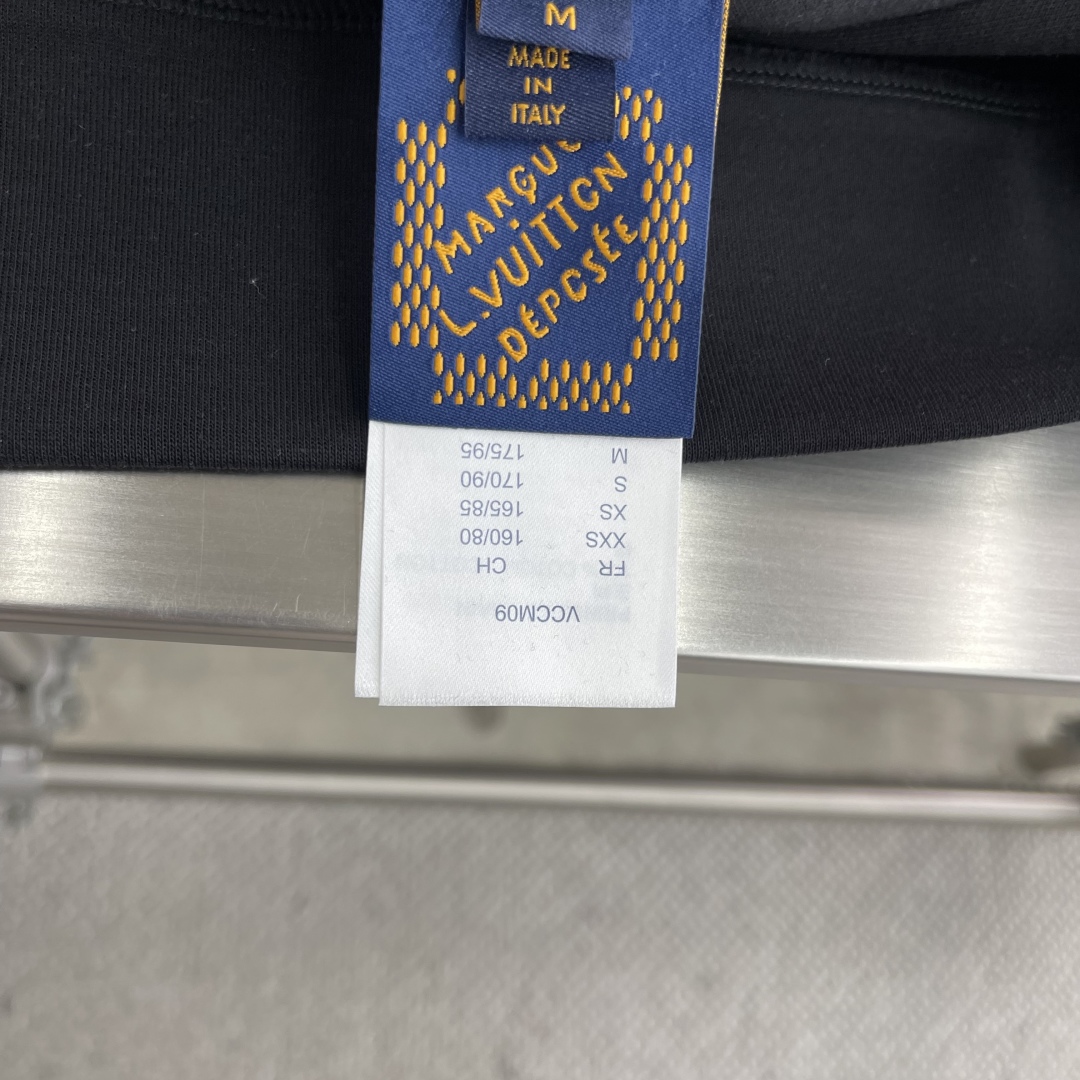 M
MADE
IN
ITALY
MARQUE
L.VUITTON
DÉPOSÉE
VCCM09
FR CH
XXS 160/80
XS 165/85
S 170/90
M 175/95